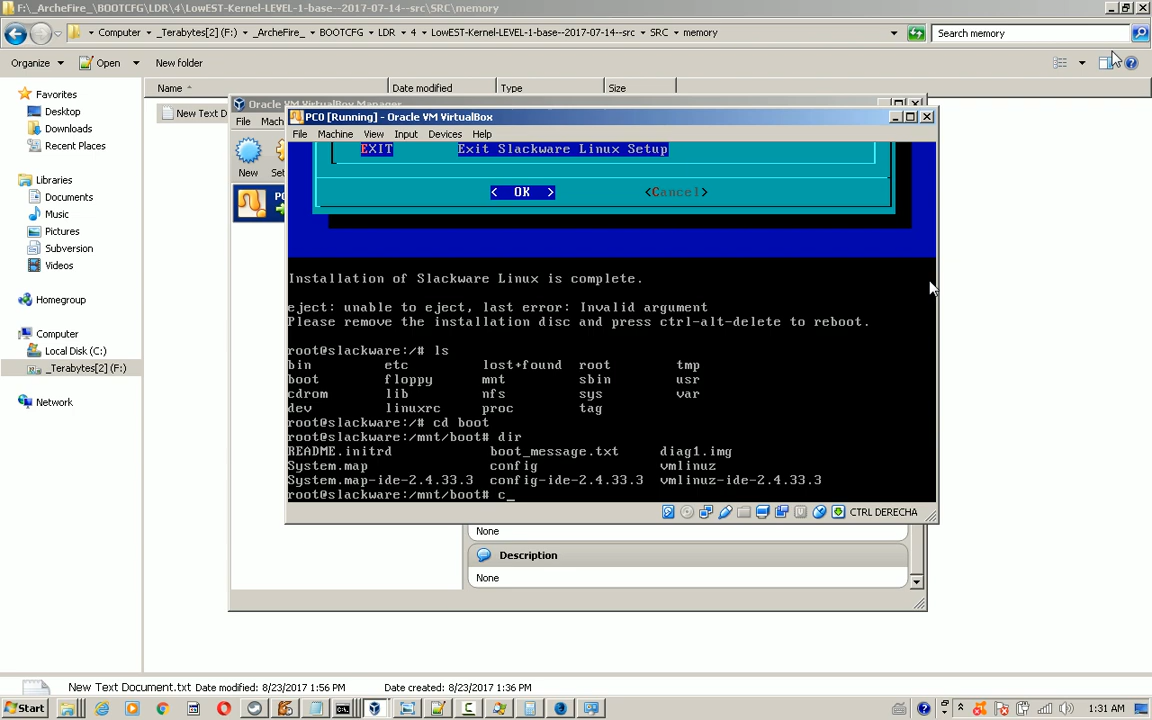 F:\_ArcheFire_\BOOTCFG\LDR\4\LowEST-Kernel-LEVEL-1-base--2017-07-14--src\SRC\memory
Computer
_Terabytes[2] (F:)
_ArcheFire_
BOOTCFG
LDR
4
LowEST-Kernel-LEVEL-1-base--2017-07-14--src
SRC
memory
Search memory
Organize
Open
New folder
Name
Date modified
Type
Size
Favorites
Desktop
Downloads
Recent Places
Libraries
Documents
Music
Pictures
Subversion
Videos
Homegroup
Computer
Local Disk (C:)
_Terabytes[2] (F:)
Network
New Text D
Oracle VM VirtualBox Manager
File
New
PC0 [Running] - Oracle VM VirtualBox
File Machine View Input Devices Help
EXIT Exit Slackware Linux Setup
< OK > <Cancel>
Installation of Slackware Linux is complete.
eject: unable to eject, last error: Invalid argument
Please remove the installation disc and press ctrl-alt-delete to reboot.
root@slackware:/# ls
bin etc lost+found root tmp
boot floppy mnt sbin usr
cdrom lib nfs sys var
dev linuxrc proc tag
root@slackware:/# cd boot
root@slackware:/mnt/boot# dir
README.initrd boot_message.txt diag1.img
System.map config vmlinuz
System.map-ide-2.4.33.3 config-ide-2.4.33.3 vmlinuz-ide-2.4.33.3
root@slackware:/mnt/boot# c_
CTRL DERECHA
None
Description
None
New Text Document.txt Date modified: 8/23/2017 1:56 PM Date created: 8/23/2017 1:36 PM
Start
1:31 AM